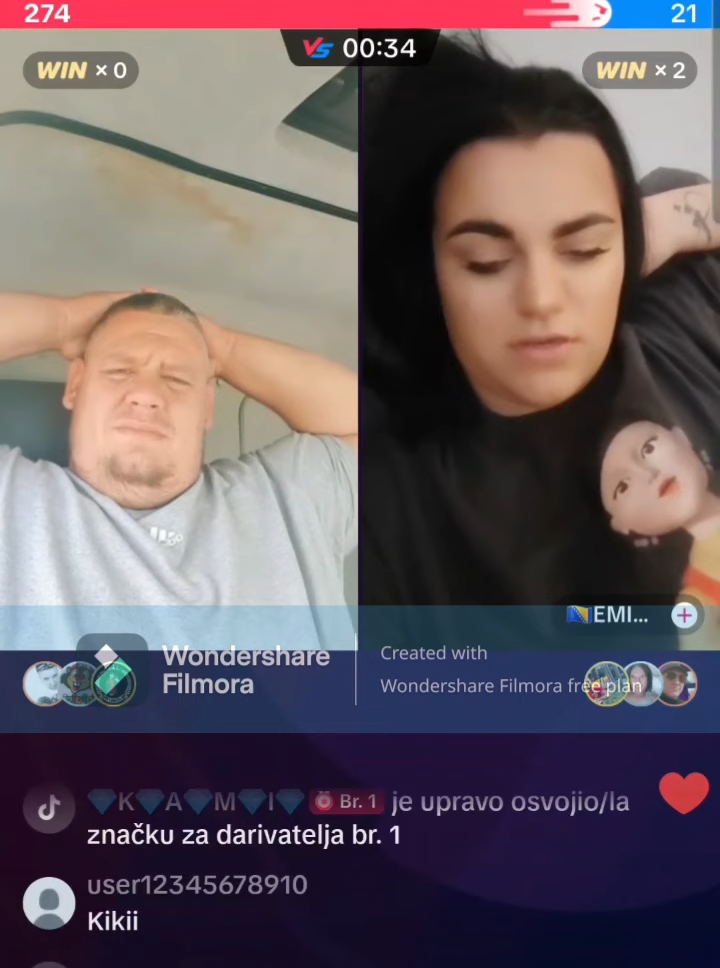 274
21
VS 00:34
WIN × 0
WIN × 2
EMI...
Wondershare
Filmora
Created with
Wondershare Filmora free plan
K A M I Br. 1 je upravo osvojio/la
značku za darivatelja br. 1
user12345678910
Kikii